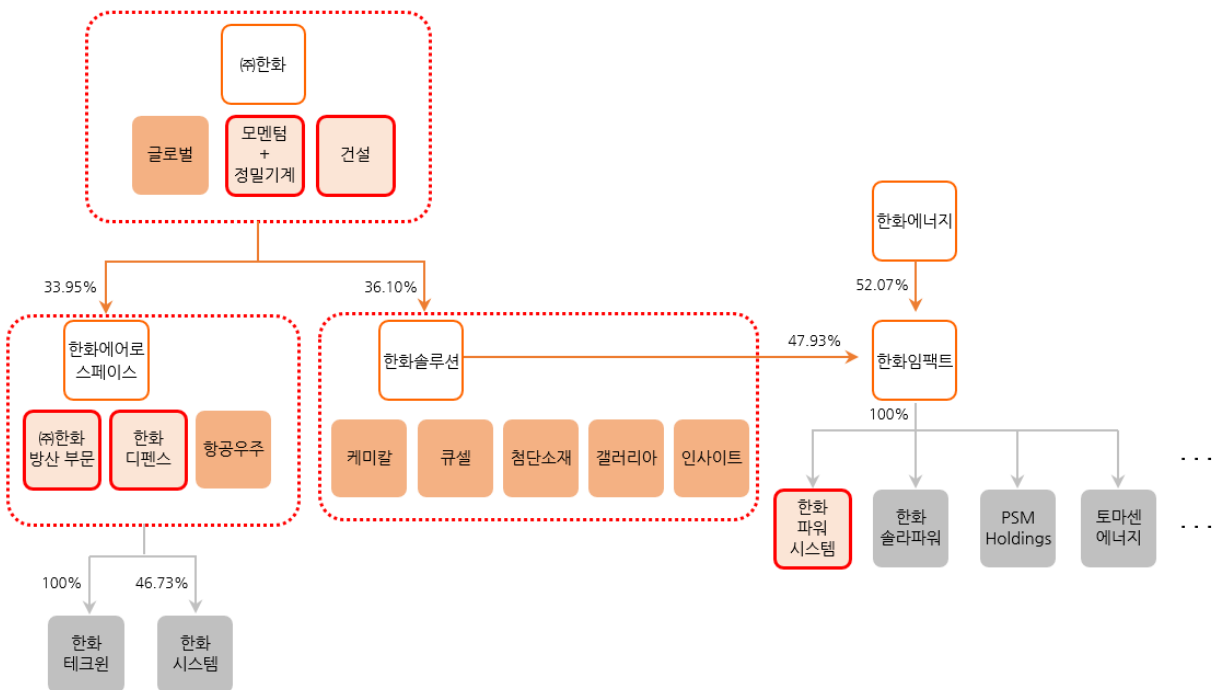 ㈜한화
글로벌
모멘텀
+
정밀기계
건설
한화에너지
33.95%
36.10%
52.07%
한화에어로
스페이스
한화솔루션
47.93%
한화임팩트
㈜한화
방산 부문
한화
디펜스
항공우주
케미칼
큐셀
첨단소재
갤러리아
인사이트
100%
한화
파워
시스템
한화
솔라파워
PSM
Holdings
토마센
에너지
. . .
. . .
100%
46.73%
한화
테크윈
한화
시스템